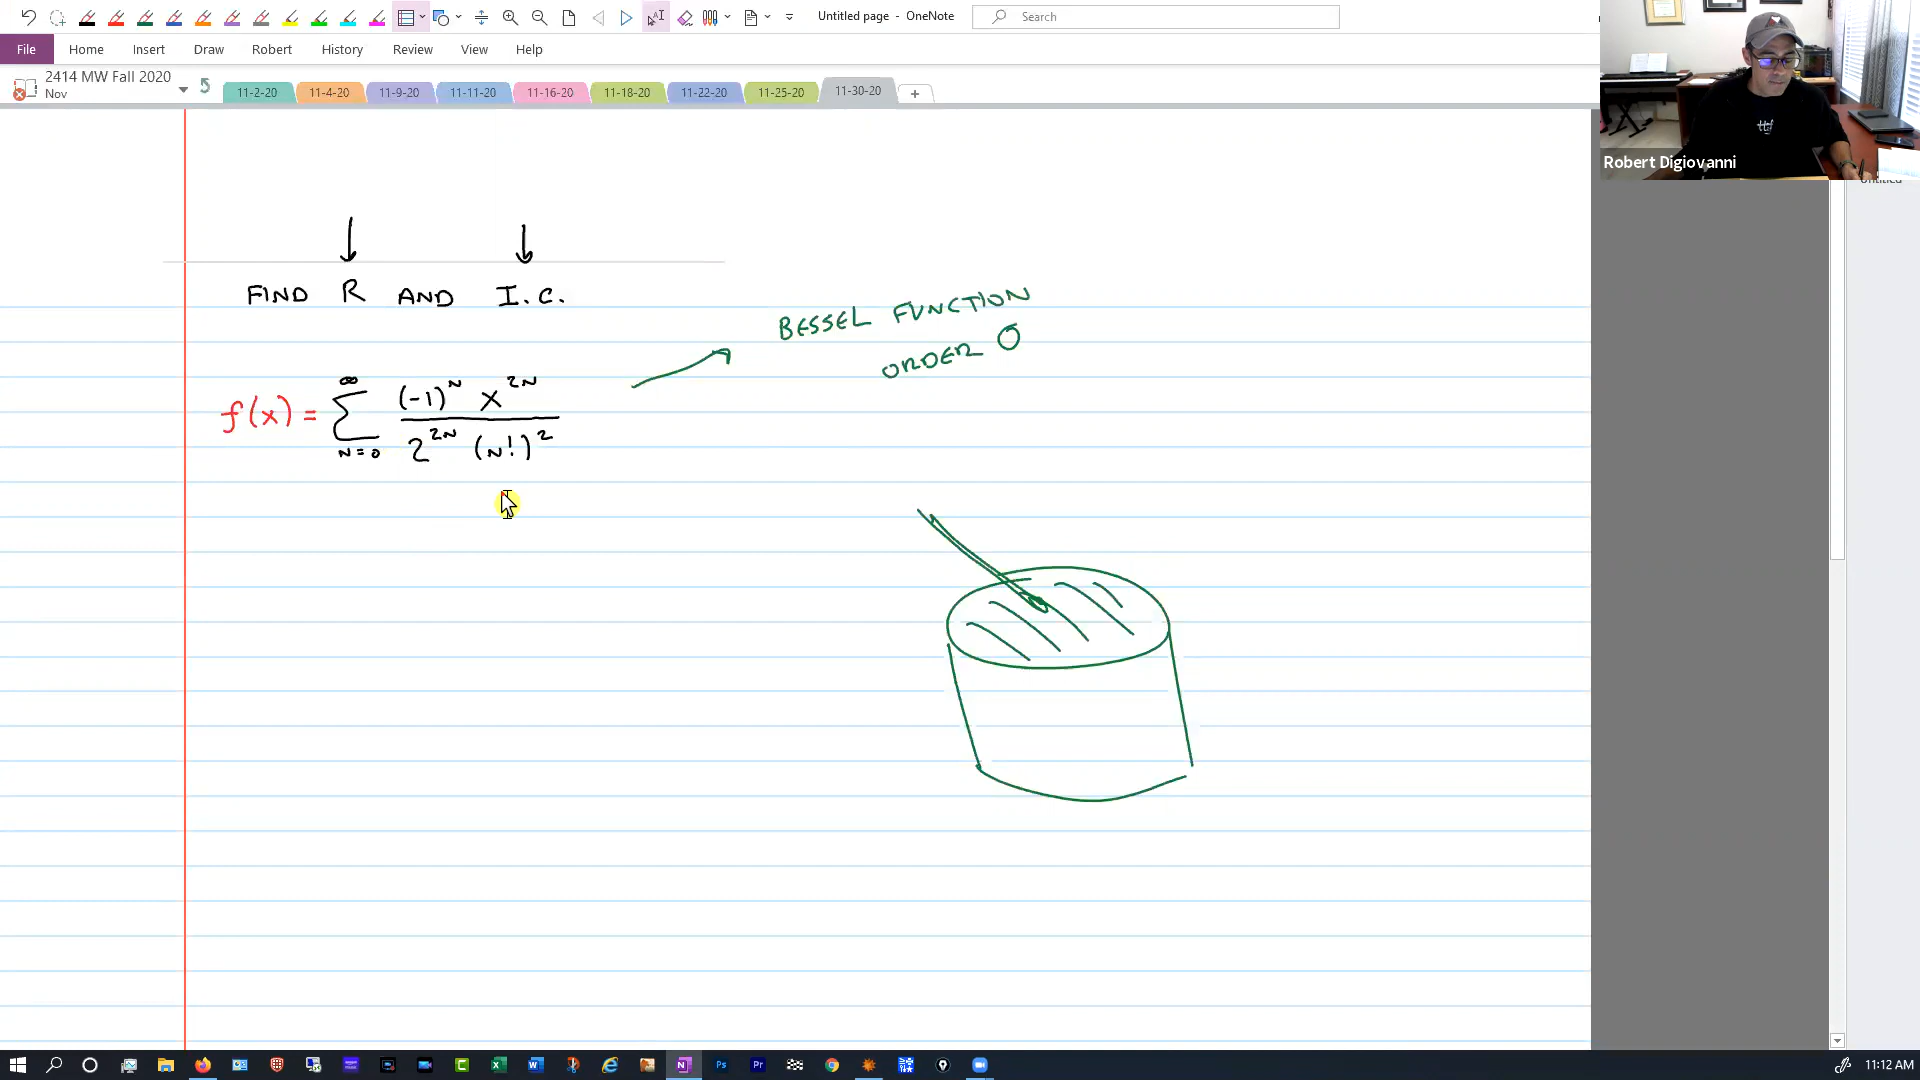 Untitled page - OneNote
Search
File Home Insert Draw Robert History Review View Help
2414 MW Fall 2020
Nov
11-2-20 11-4-20 11-9-20 11-11-20 11-16-20 11-18-20 11-22-20 11-25-20 11-30-20 +
Robert Digiovanni
FIND R AND I.C.
BESSEL FUNCTION
ORDER 0
f(x) = ∑_{N=0}^{∞} \frac{(-1)^N X^{2N}}{2^{2N} (N!)^2}
11:12 AM